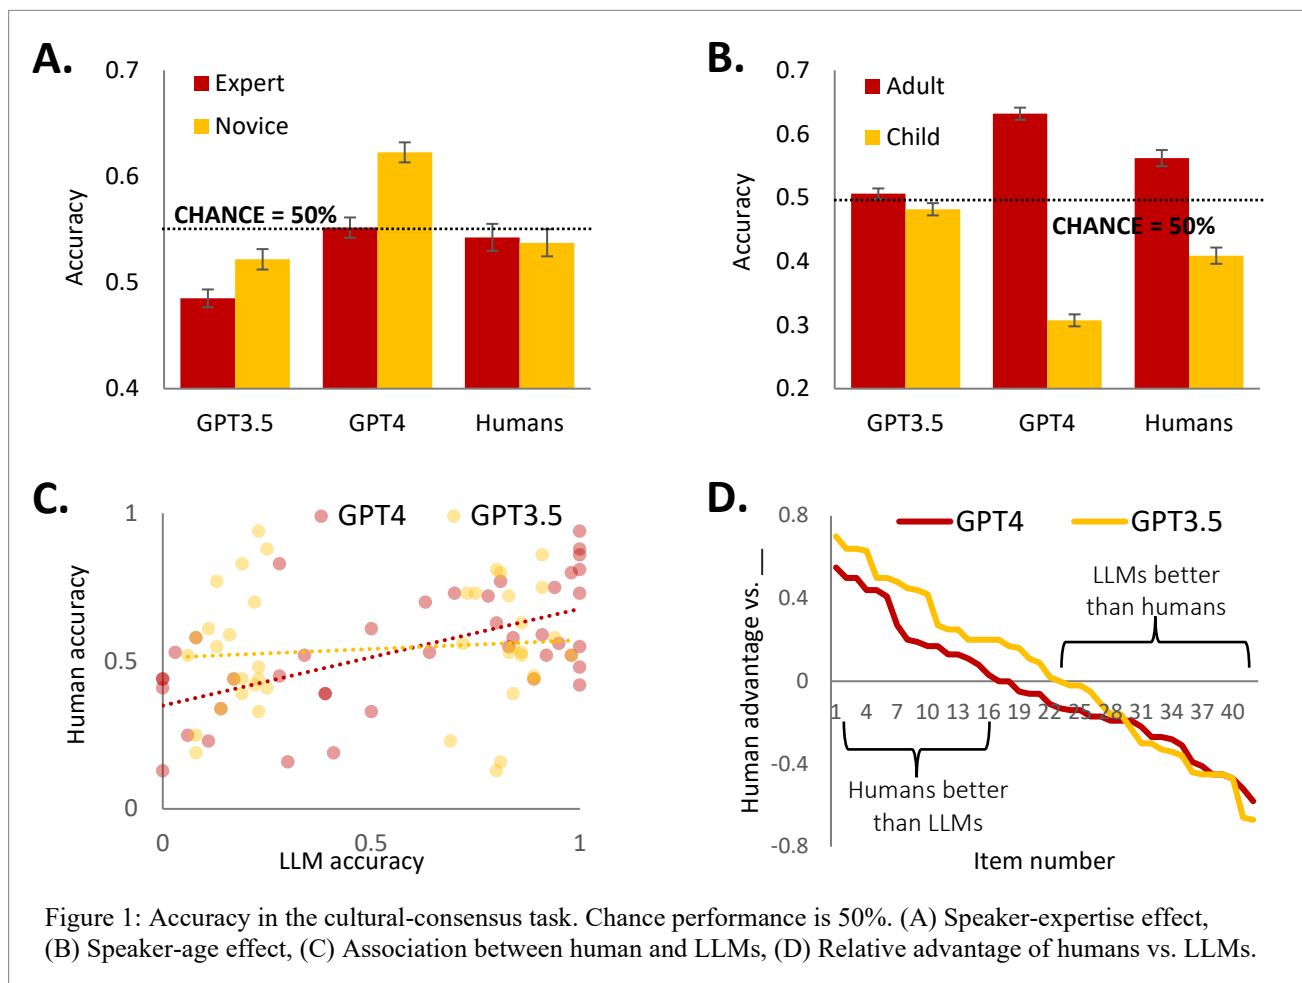 A.
0.7
Expert
Novice
0.6
CHANCE = 50%
Accuracy
0.5
0.4
GPT3.5 GPT4 Humans
B.
0.7
Adult
0.6
Child
0.5
CHANCE = 50%
Accuracy
0.4
0.3
0.2
GPT3.5 GPT4 Humans
C.
1
GPT4 GPT3.5
Human accuracy
0.5
0
0 0.5 1
LLM accuracy
D.
0.8
GPT4 GPT3.5
LLMs better
than humans
0.4
Human advantage vs. __
0
1 4 7 10 13 16 19 22 25 28 31 34 37 40
-0.4
Humans better
than LLMs
-0.8
Item number
Figure 1: Accuracy in the cultural-consensus task. Chance performance is 50%. (A) Speaker-expertise effect,
(B) Speaker-age effect, (C) Association between human and LLMs, (D) Relative advantage of humans vs. LLMs.